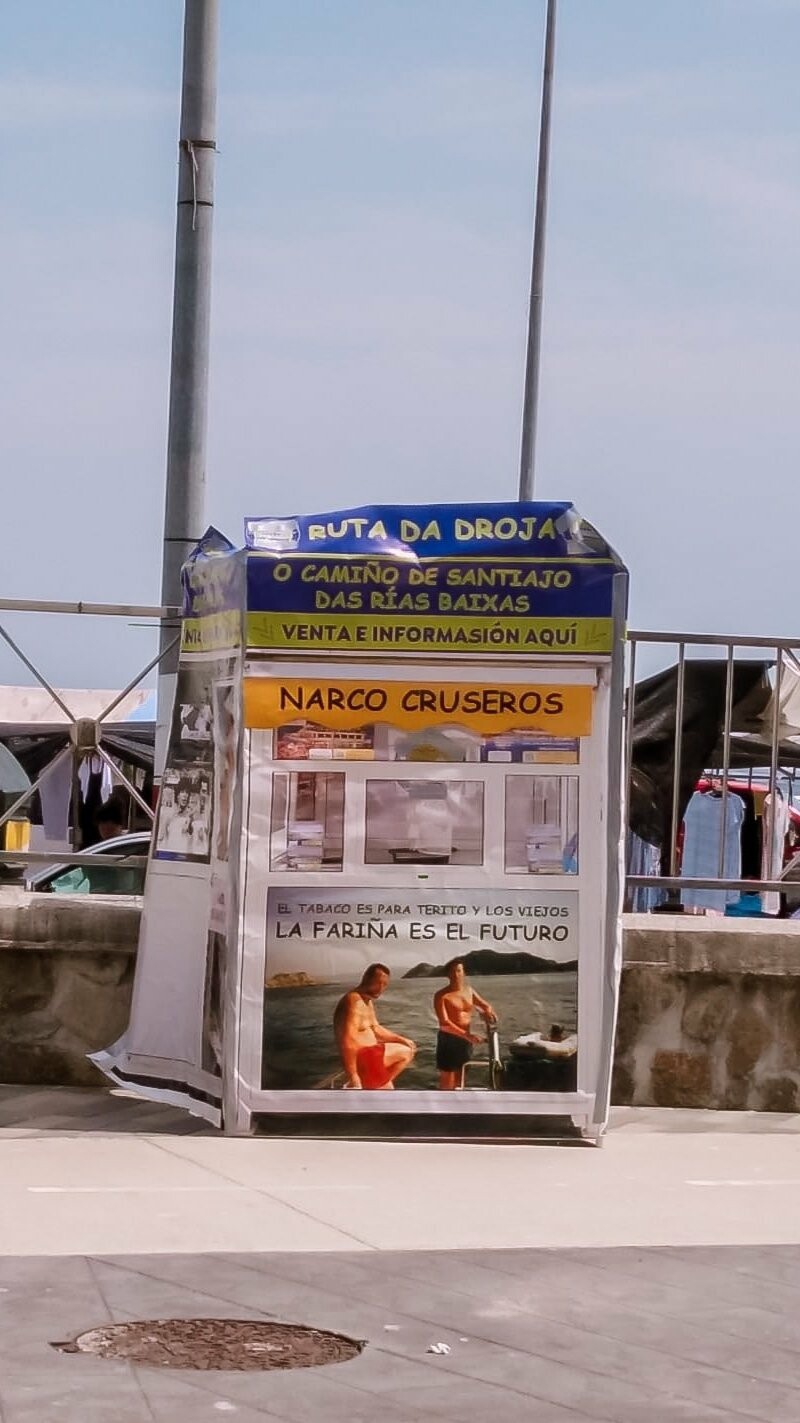 RUTA DA DROJA
O CAMIÑO DE SANTIAJO
DAS RÍAS BAIXAS
VENTA E INFORMASIÓN AQUÍ
NARCO CRUSEROS
EL TABACO ES PARA TERITO Y LOS VIEJOS
LA FARIÑA ES EL FUTURO